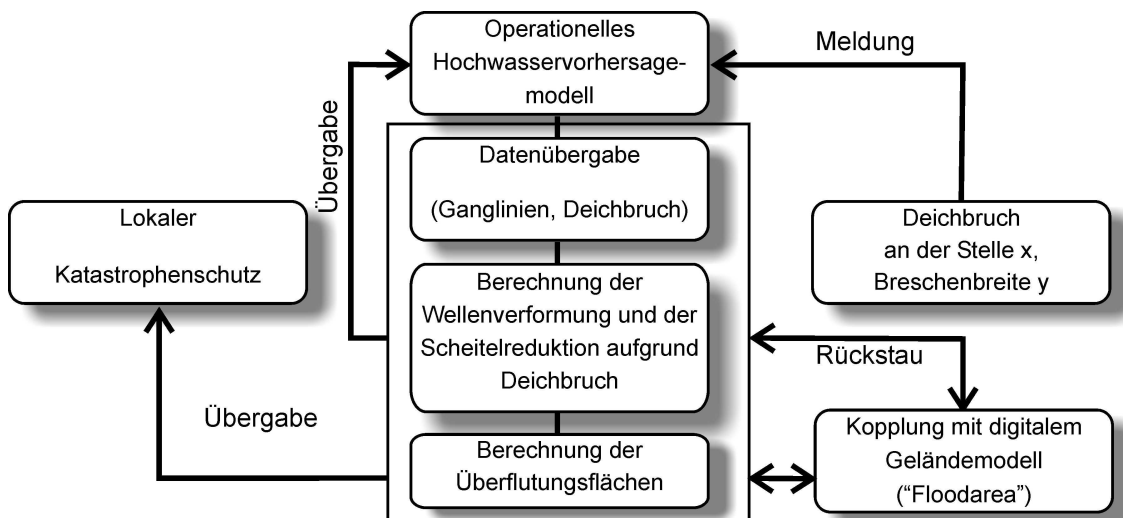 Operationelles
Hochwasservorhersage-
modell
Meldung
Übergabe
Datenübergabe
(Ganglinien, Deichbruch)
Lokaler
Katastrophenschutz
Deichbruch
an der Stelle x,
Breschenbreite y
Berechnung der
Wellenverformung und der
Scheitelreduktion aufgrund
Deichbruch
Rückstau
Übergabe
Berechnung der
Überflutungsflächen
Kopplung mit digitalem
Geländemodell
(“Floodarea”)